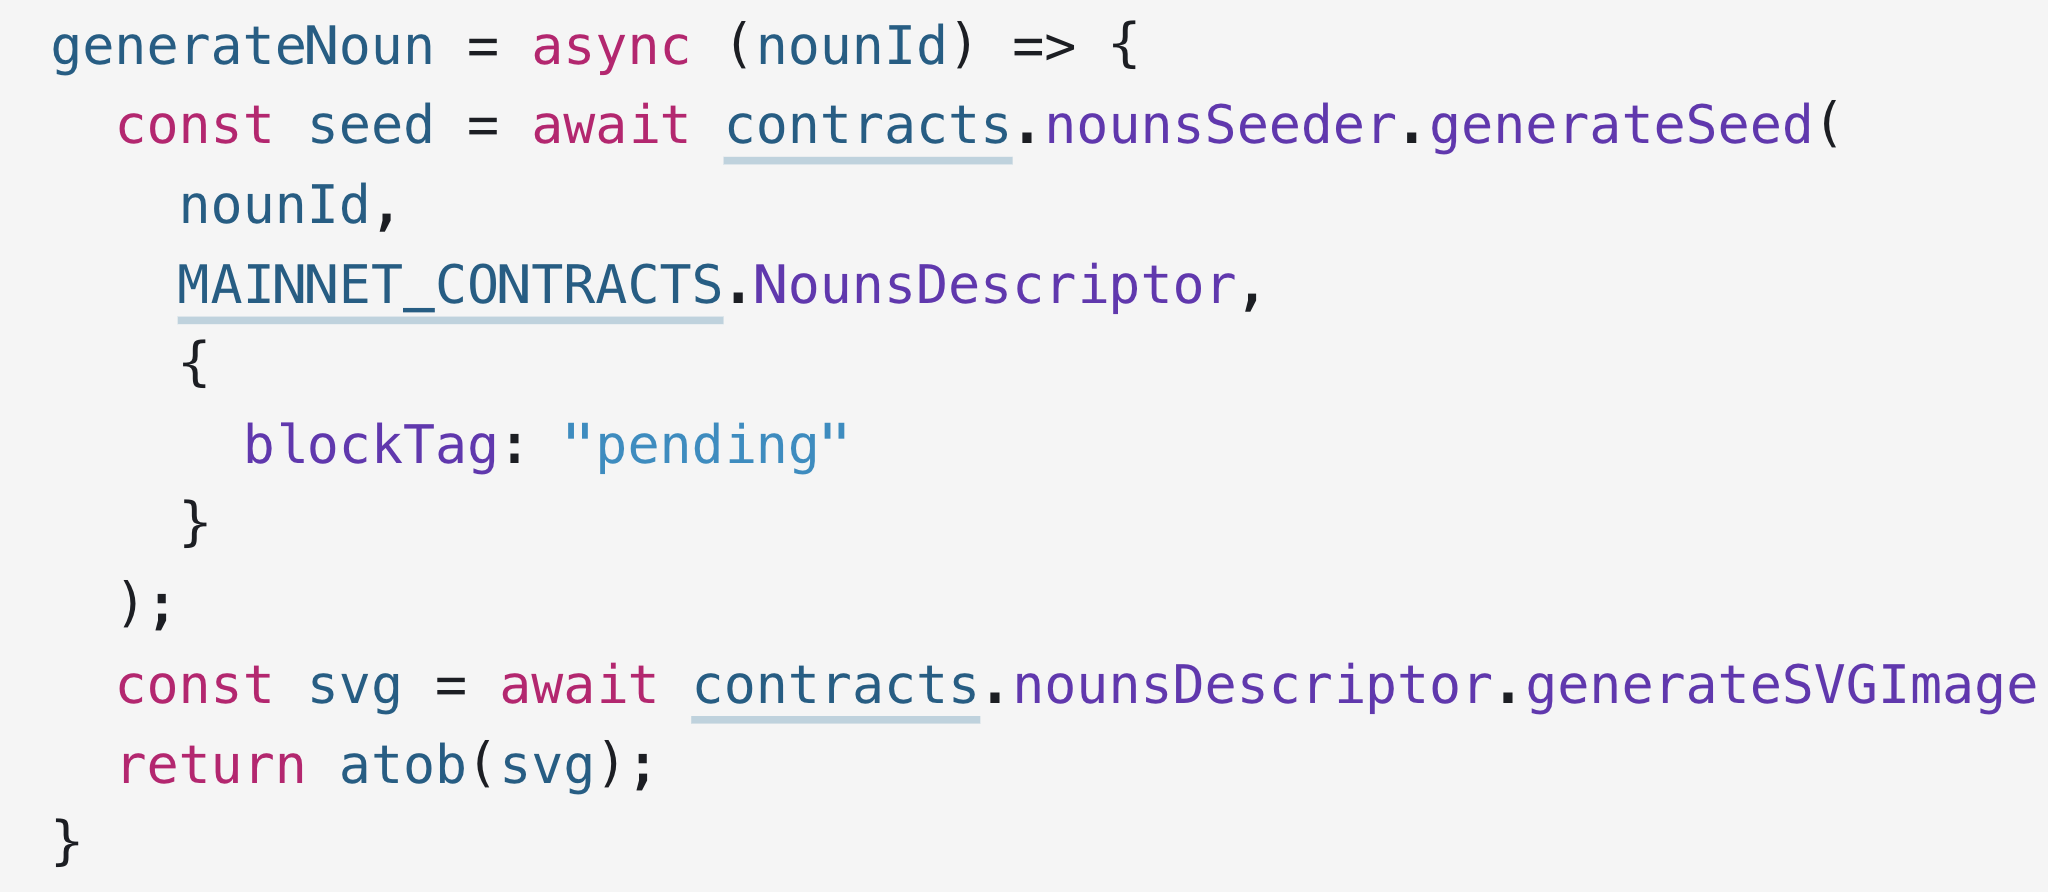 generateNoun = async (nounId) => {
const seed = await contracts.nounsSeeder.generateSeed(
nounId,
MAINNET_CONTRACTS.NounsDescriptor,
{
blockTag: "pending"
}
);
const svg = await contracts.nounsDescriptor.generateSVGImage
return atob(svg);
}